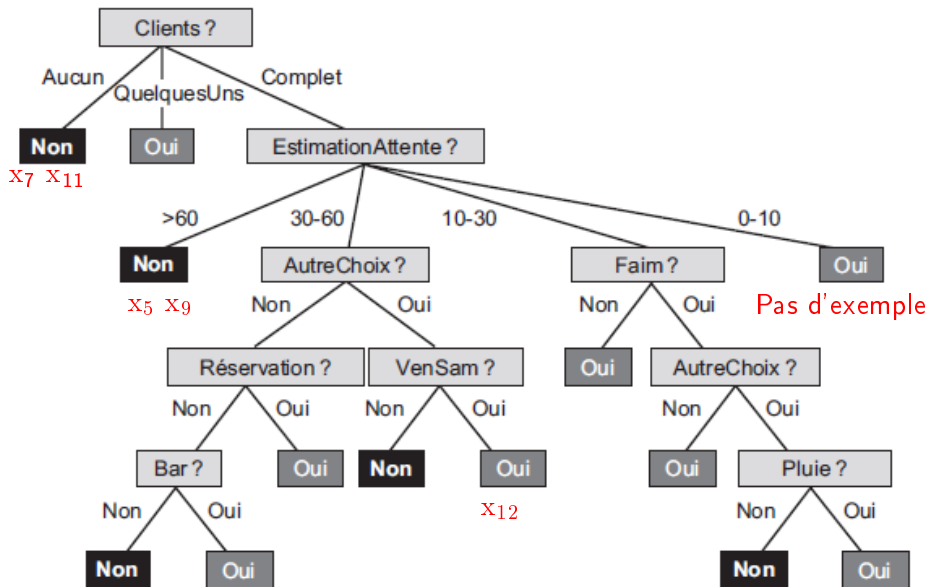 Clients ?
Aucun QuelquesUns Complet
Non Oui EstimationAttente ?
x7 x11
>60 30-60 10-30 0-10
Non AutreChoix ? Faim ? Oui
x5 x9 Non Oui Non Oui Pas d'exemple
Réservation ? VenSam ? Oui AutreChoix ?
Non Oui Non Oui Non Oui
Bar ? Oui Non Oui Oui Pluie ?
Non Oui x12 Non Oui
Non Oui Non Oui